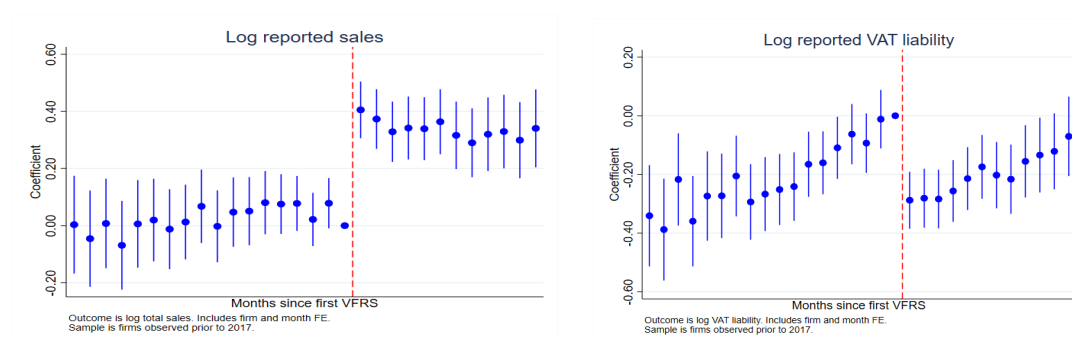 Log reported sales
0.60
0.40
0.20
0.00
-0.20
Coefficient
Months since first VFRS
Outcome is log total sales. Includes firm and month FE.
Sample is firms observed prior to 2017.
Log reported VAT liability
0.20
0.00
-0.20
-0.40
-0.60
Coefficient
Months since first VFRS
Outcome is log VAT liability. Includes firm and month FE.
Sample is firms observed prior to 2017.